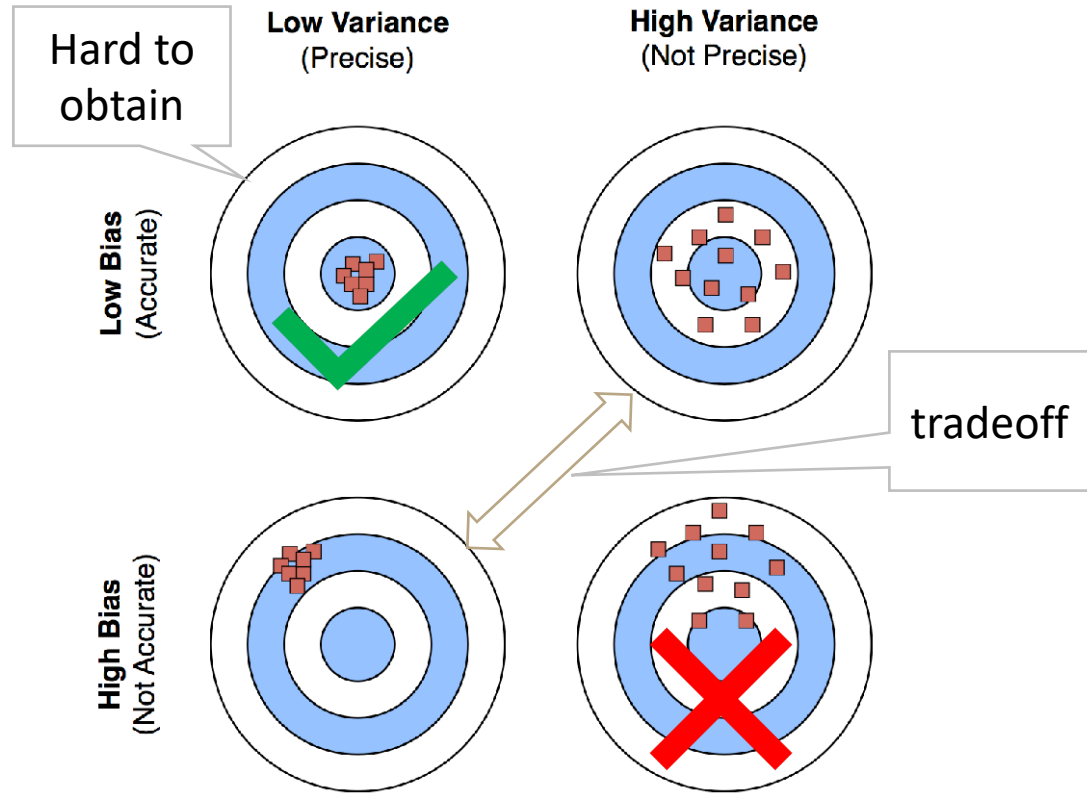 Low Variance
(Precise)
High Variance
(Not Precise)
Hard to
obtain
Low Bias
(Accurate)
tradeoff
High Bias
(Not Accurate)